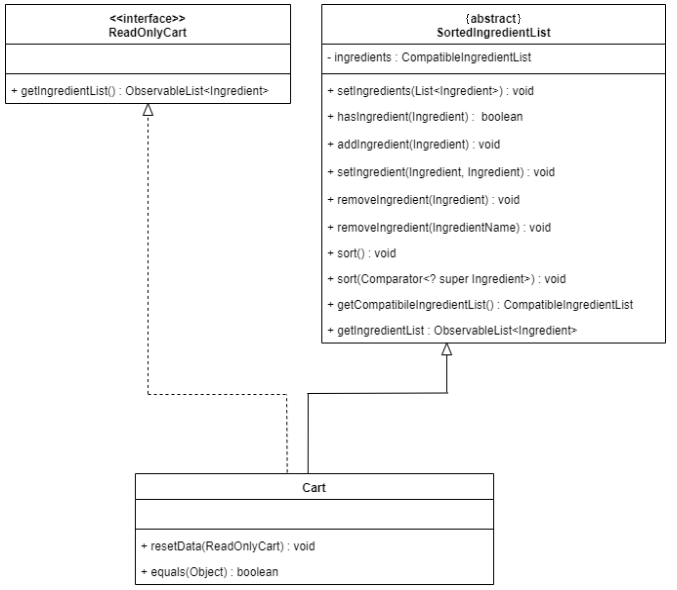 <<interface>>
ReadOnlyCart
+ getIngredientList() : ObservableList<Ingredient>
{abstract}
SortedIngredientList
- ingredients : CompatibleIngredientList
+ setIngredients(List<Ingredient>) : void
+ hasIngredient(Ingredient) : boolean
+ addIngredient(Ingredient) : void
+ setIngredient(Ingredient, Ingredient) : void
+ removeIngredient(Ingredient) : void
+ removeIngredient(IngredientName) : void
+ sort() : void
+ sort(Comparator<? super Ingredient>) : void
+ getCompatibileIngredientList() : CompatibleIngredientList
+ getIngredientList : ObservableList<Ingredient>
Cart
+ resetData(ReadOnlyCart) : void
+ equals(Object) : boolean